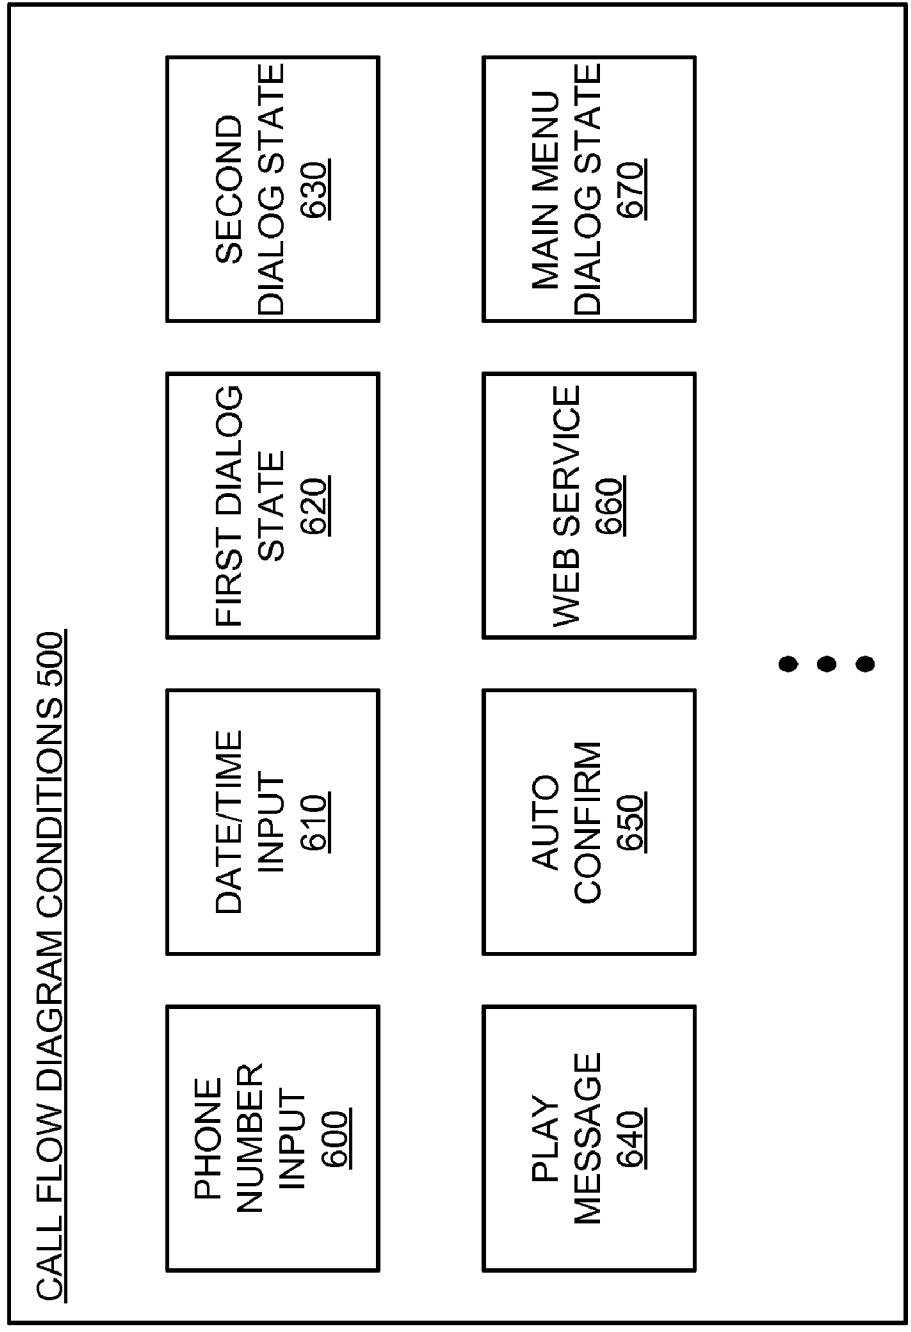 CALL FLOW DIAGRAM CONDITIONS 500
PHONE
NUMBER
INPUT
600
DATE/TIME
INPUT
610
FIRST DIALOG
STATE
620
SECOND
DIALOG STATE
630
PLAY
MESSAGE
640
AUTO
CONFIRM
650
WEB SERVICE
660
MAIN MENU
DIALOG STATE
670